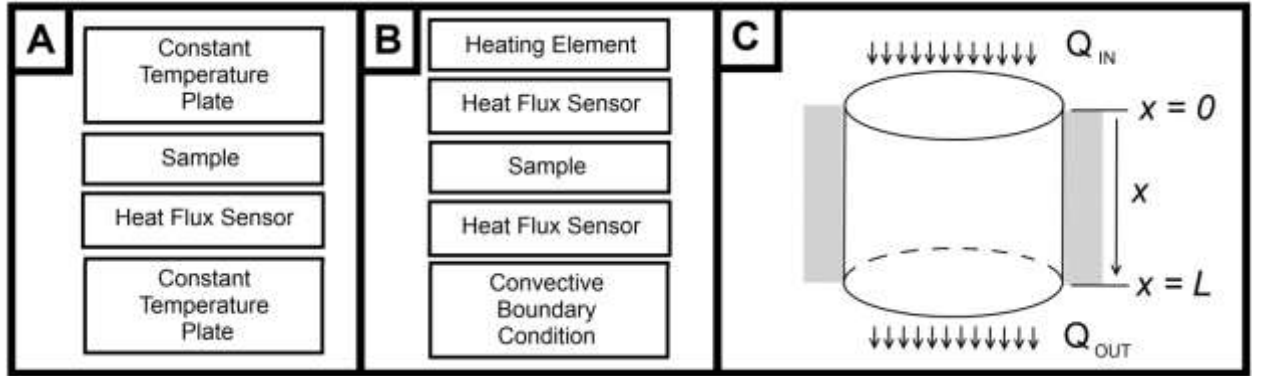 A
Constant
Temperature
Plate
Sample
Heat Flux Sensor
Constant
Temperature
Plate
B
Heating Element
Heat Flux Sensor
Sample
Heat Flux Sensor
Convective
Boundary
Condition
C
Q IN
x = 0
x
x = L
Q OUT